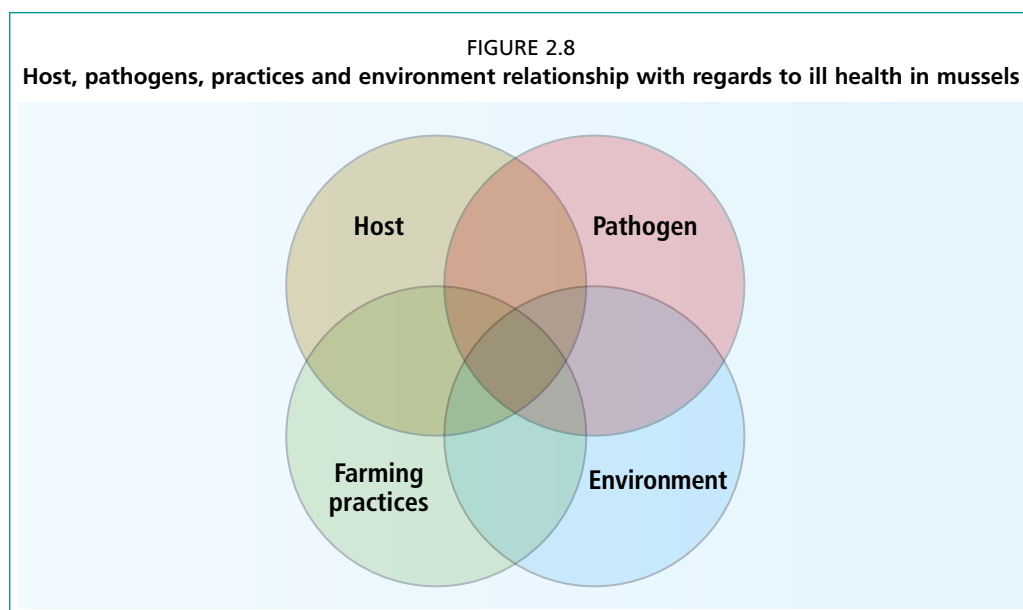 FIGURE 2.8
Host, pathogens, practices and environment relationship with regards to ill health in mussels
Host
Pathogen
Farming
practices
Environment